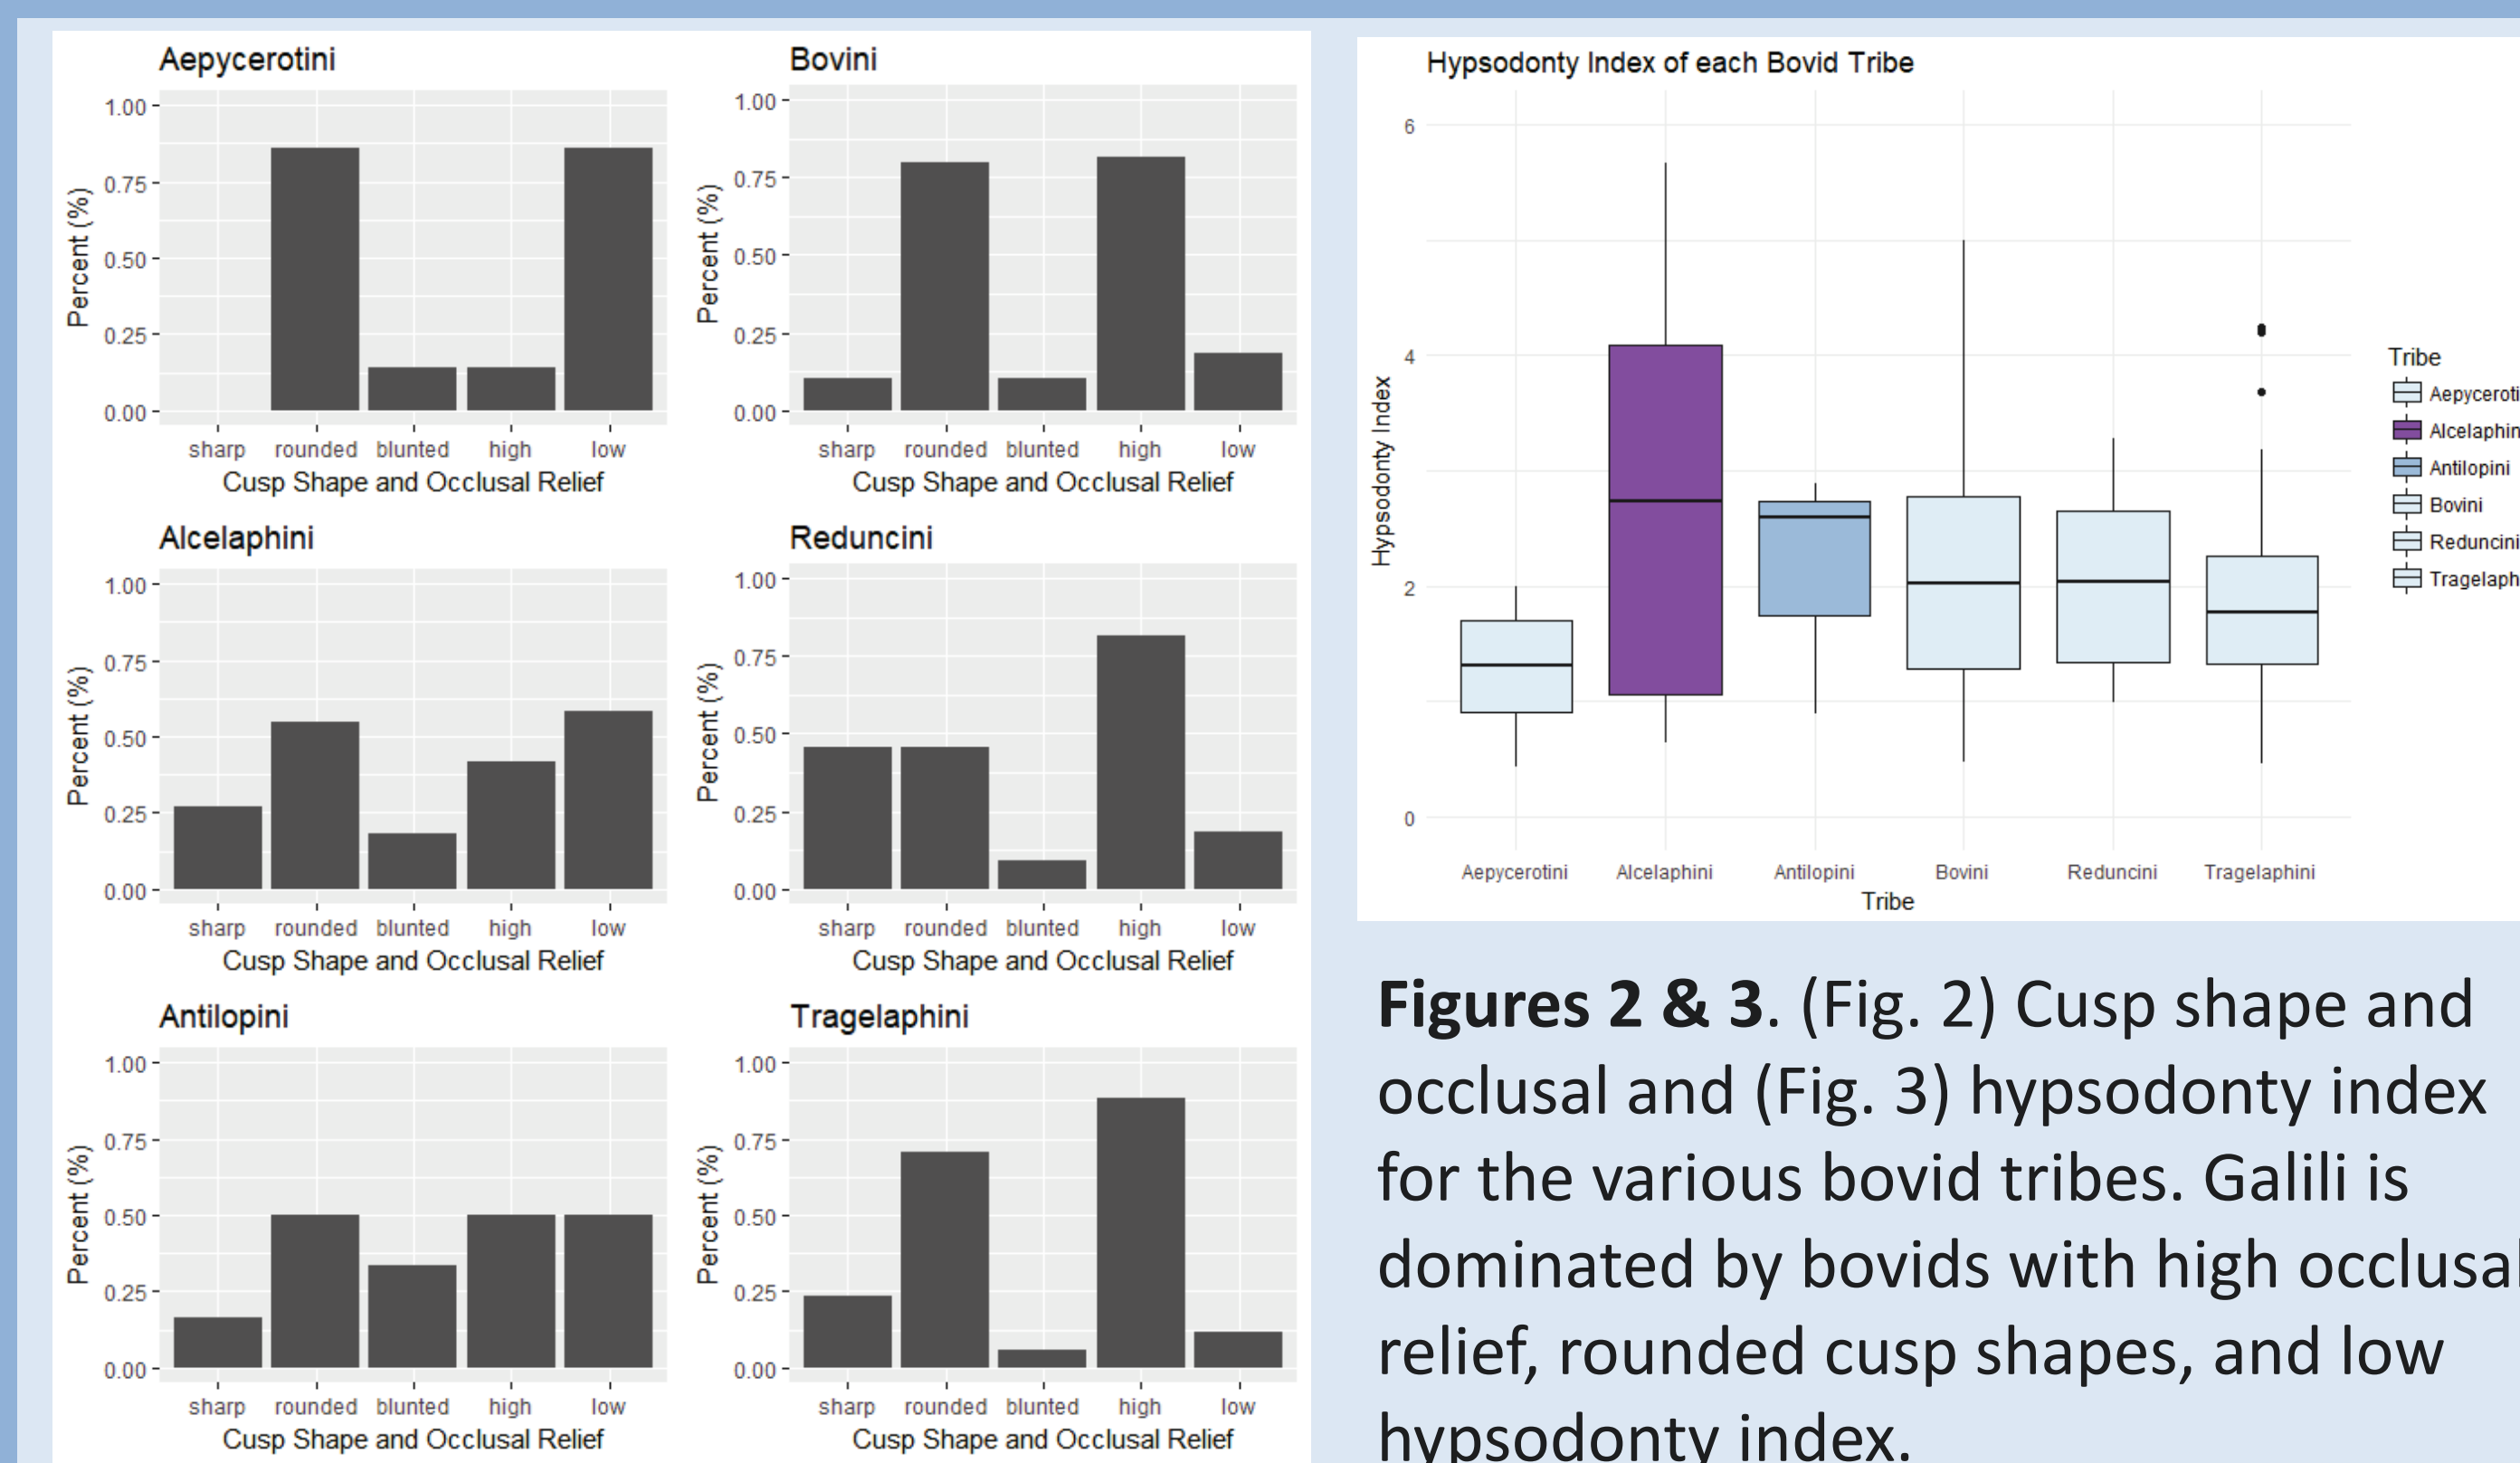 Aepycerotini
1.00
0.75
0.50
0.25
0.00
Percent (%)
sharp rounded blunted high low
Cusp Shape and Occlusal Relief
Bovini
1.00
0.75
0.50
0.25
0.00
Percent (%)
sharp rounded blunted high low
Cusp Shape and Occlusal Relief
Alcelaphini
1.00
0.75
0.50
0.25
0.00
Percent (%)
sharp rounded blunted high low
Cusp Shape and Occlusal Relief
Reduncini
1.00
0.75
0.50
0.25
0.00
Percent (%)
sharp rounded blunted high low
Cusp Shape and Occlusal Relief
Antilopini
1.00
0.75
0.50
0.25
0.00
Percent (%)
sharp rounded blunted high low
Cusp Shape and Occlusal Relief
Tragelaphini
1.00
0.75
0.50
0.25
0.00
Percent (%)
sharp rounded blunted high low
Cusp Shape and Occlusal Relief
Hypsodonty Index of each Bovid Tribe
6
4
2
0
Hypsodonty Index
Aepycerotini Alcelaphini Antilopini Bovini Reduncini Tragelaphini
Tribe
Tribe
Aepyceroti
Alcelaphin
Antilopini
Bovini
Reduncini
Tragelaph
Figures 2 & 3. (Fig. 2) Cusp shape and
occlusal and (Fig. 3) hypsodonty index
for the various bovid tribes. Galili is
dominated by bovids with high occlusal
relief, rounded cusp shapes, and low
hypsodonty index.